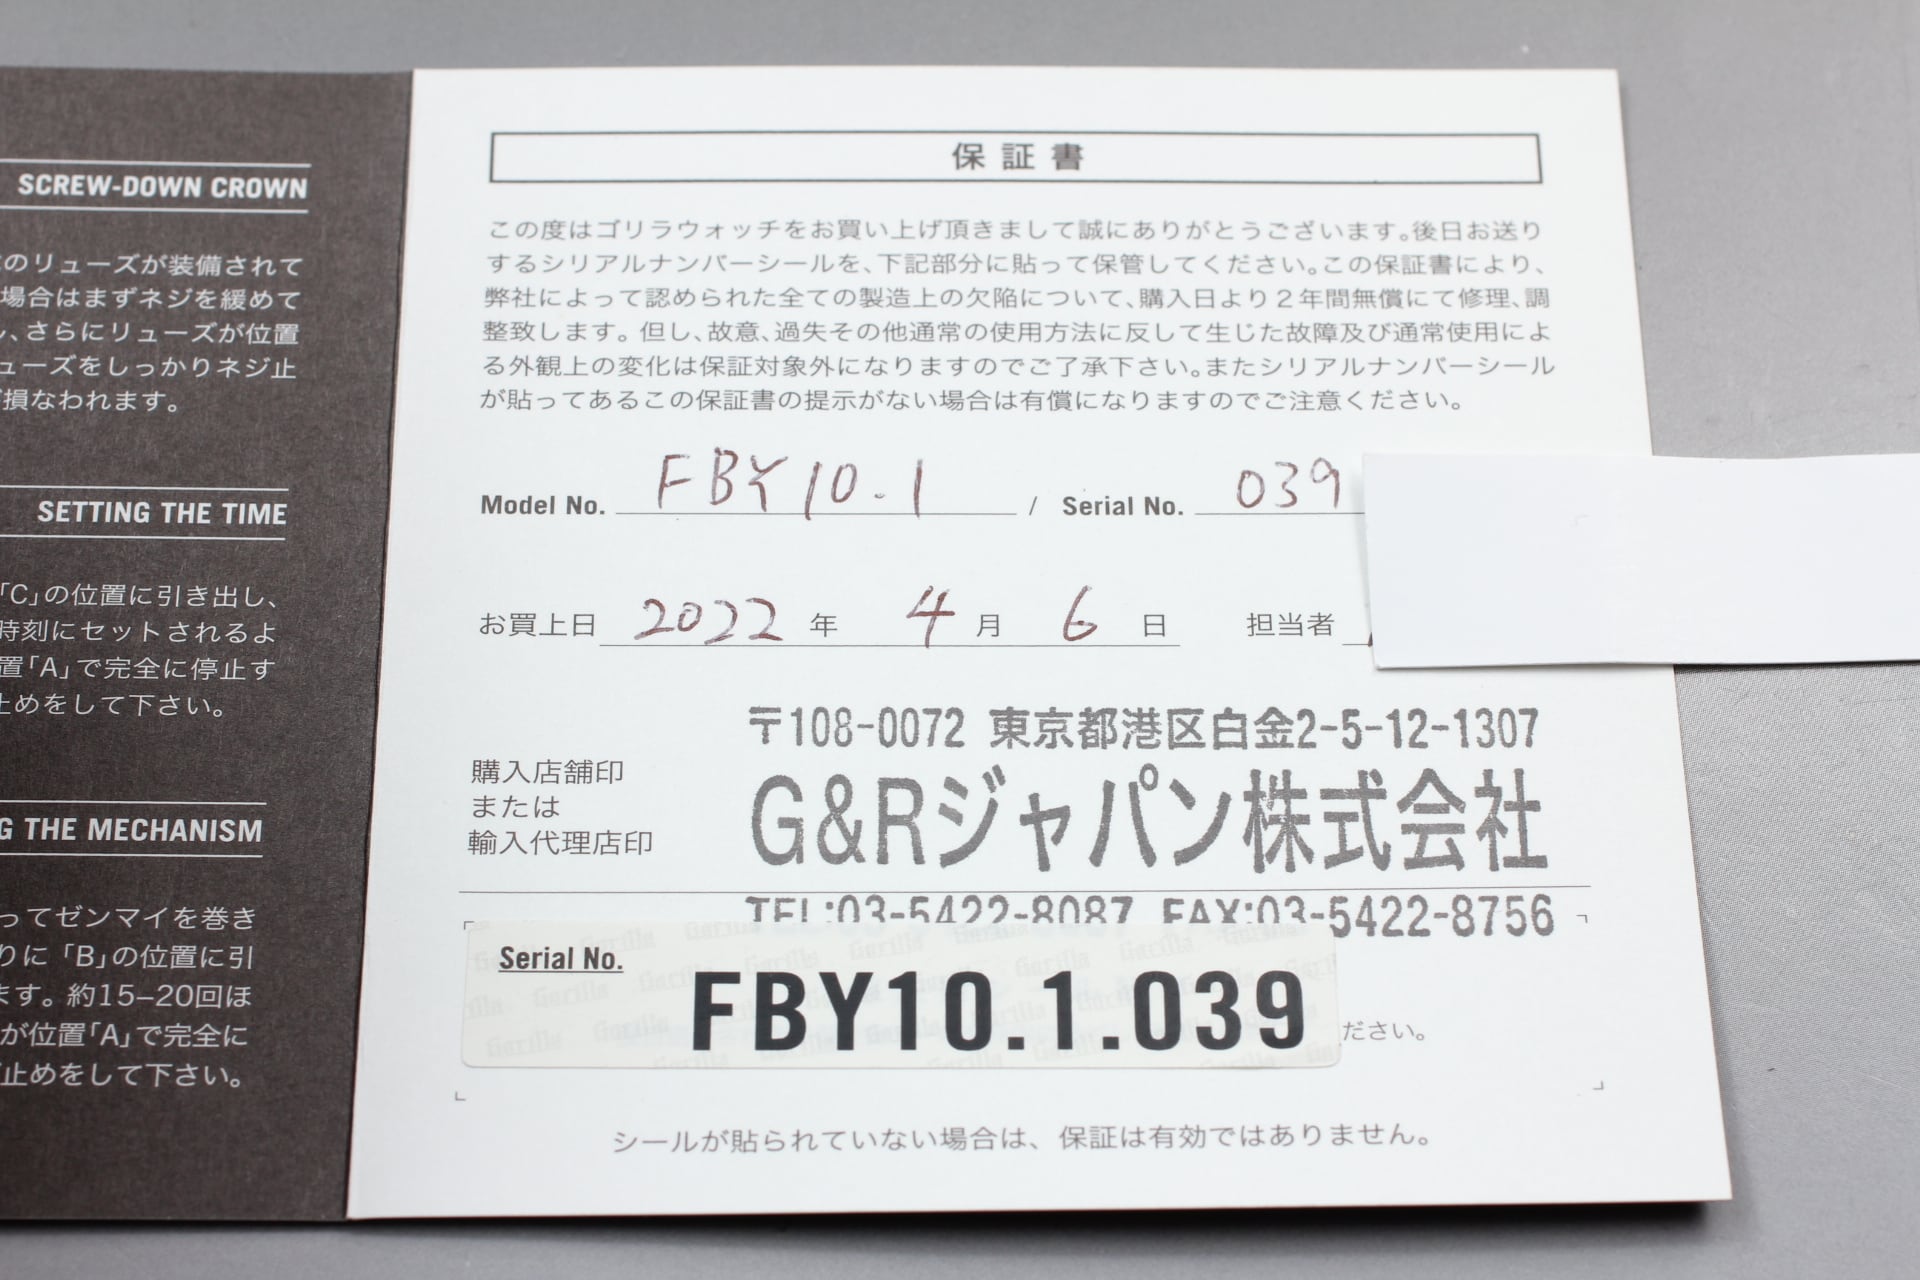 SCREW-DOWN CROWN
のリューズが装備されて
場合はまずネジを緩めて
、さらにリューズが位置
ューズをしっかりネジ止
損なわれます。
SETTING THE TIME
「C」の位置に引き出し、
時刻にセットされるよ
置「A」で完全に停止す
止めをして下さい。
G THE MECHANISM
ってゼンマイを巻き
りに「B」の位置に引
ます。約15–20回ほ
が位置「A」で完全に
止めをして下さい。
保証書
この度はゴリラウォッチをお買い上げ頂きまして誠にありがとうございます。後日お送り
するシリアルナンバーシールを、下記部分に貼って保管してください。この保証書により、
弊社によって認められた全ての製造上の欠陥について、購入日より2年間無償にて修理、調
整致します。但し、故意、過失その他通常の使用方法に反して生じた故障及び通常使用によ
る外観上の変化は保証対象外になりますのでご了承下さい。またシリアルナンバーシール
が貼ってあるこの保証書の提示がない場合は有償になりますのでご注意ください。
Model No. FBY10.1 / Serial No. 039
お買上日 2022 年 4 月 6 日 担当者
〒108-0072 東京都港区白金2-5-12-1307
購入店舗印
または
輸入代理店印
G&Rジャパン株式会社
TEL:03-5422-8087 FAX:03-5422-8756
Serial No.
FBY10.1.039
ださい。
シールが貼られていない場合は、保証は有効ではありません。